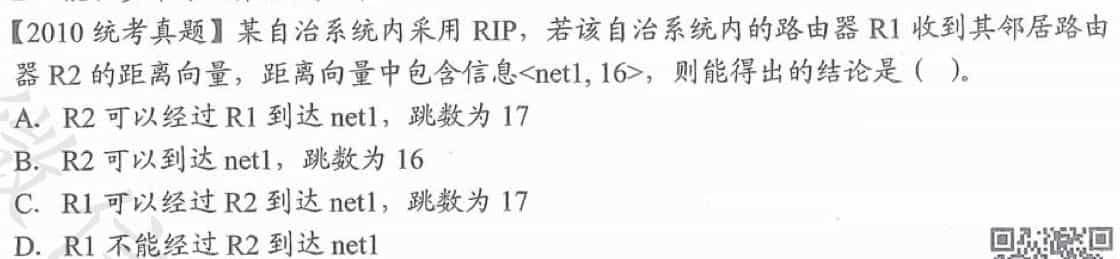 【2010 统考真题】某自治系统内采用 RIP，若该自治系统内的路由器 R1 收到其邻居路由
器 R2 的距离向量，距离向量中包含信息<net1, 16>，则能得出的结论是（  ）。
A. R2 可以经过 R1 到达 net1，跳数为 17
B. R2 可以到达 net1，跳数为 16
C. R1 可以经过 R2 到达 net1，跳数为 17
D. R1 不能经过 R2 到达 net1